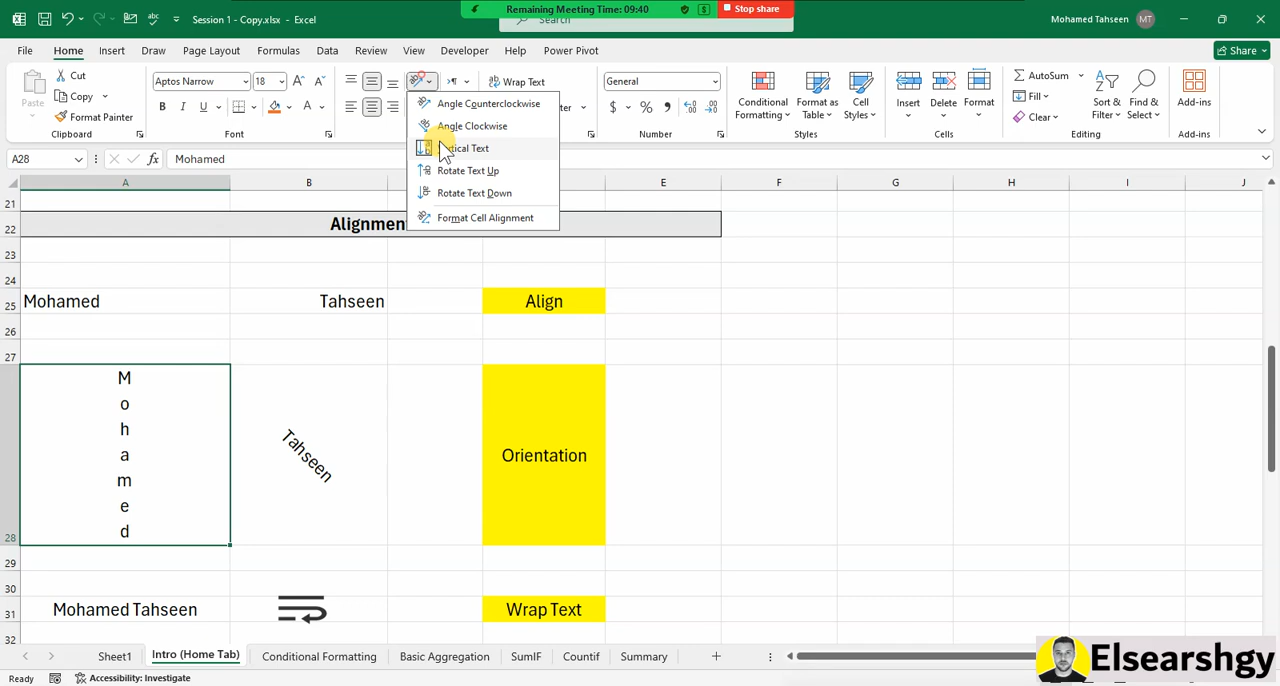 Session 1 - Copy.xlsx - Excel
Remaining Meeting Time: 09:40
Stop share
Search
Mohamed Tahseen
MT
File Home Insert Draw Page Layout Formulas Data Review View Developer Help Power Pivot
Share
Paste
Cut
Copy
Format Painter
Clipboard
Aptos Narrow 18
B I U
Font
Wrap Text
General
$ % ,
Number
Conditional Formatting
Format as Table
Cell Styles
Styles
Insert
Delete
Format
Cells
AutoSum
Fill
Clear
Sort & Filter
Find & Select
Editing
Add-ins
Add-ins
Angle Counterclockwise
Angle Clockwise
Text
Rotate Text Up
Rotate Text Down
Format Cell Alignment
A28
fx
Mohamed
A B E F G H I J
21
22
Alignmen
23
24
25 Mohamed Tahseen Align
26
27
28
M
o
h
a
m
e
d
Tahseen
Orientation
29
30
31 Mohamed Tahseen Wrap Text
32
Sheet1 Intro (Home Tab) Basic Aggregation SumIF Countif Summary
Ready
Accessibility: Investigate
Elsearshgy